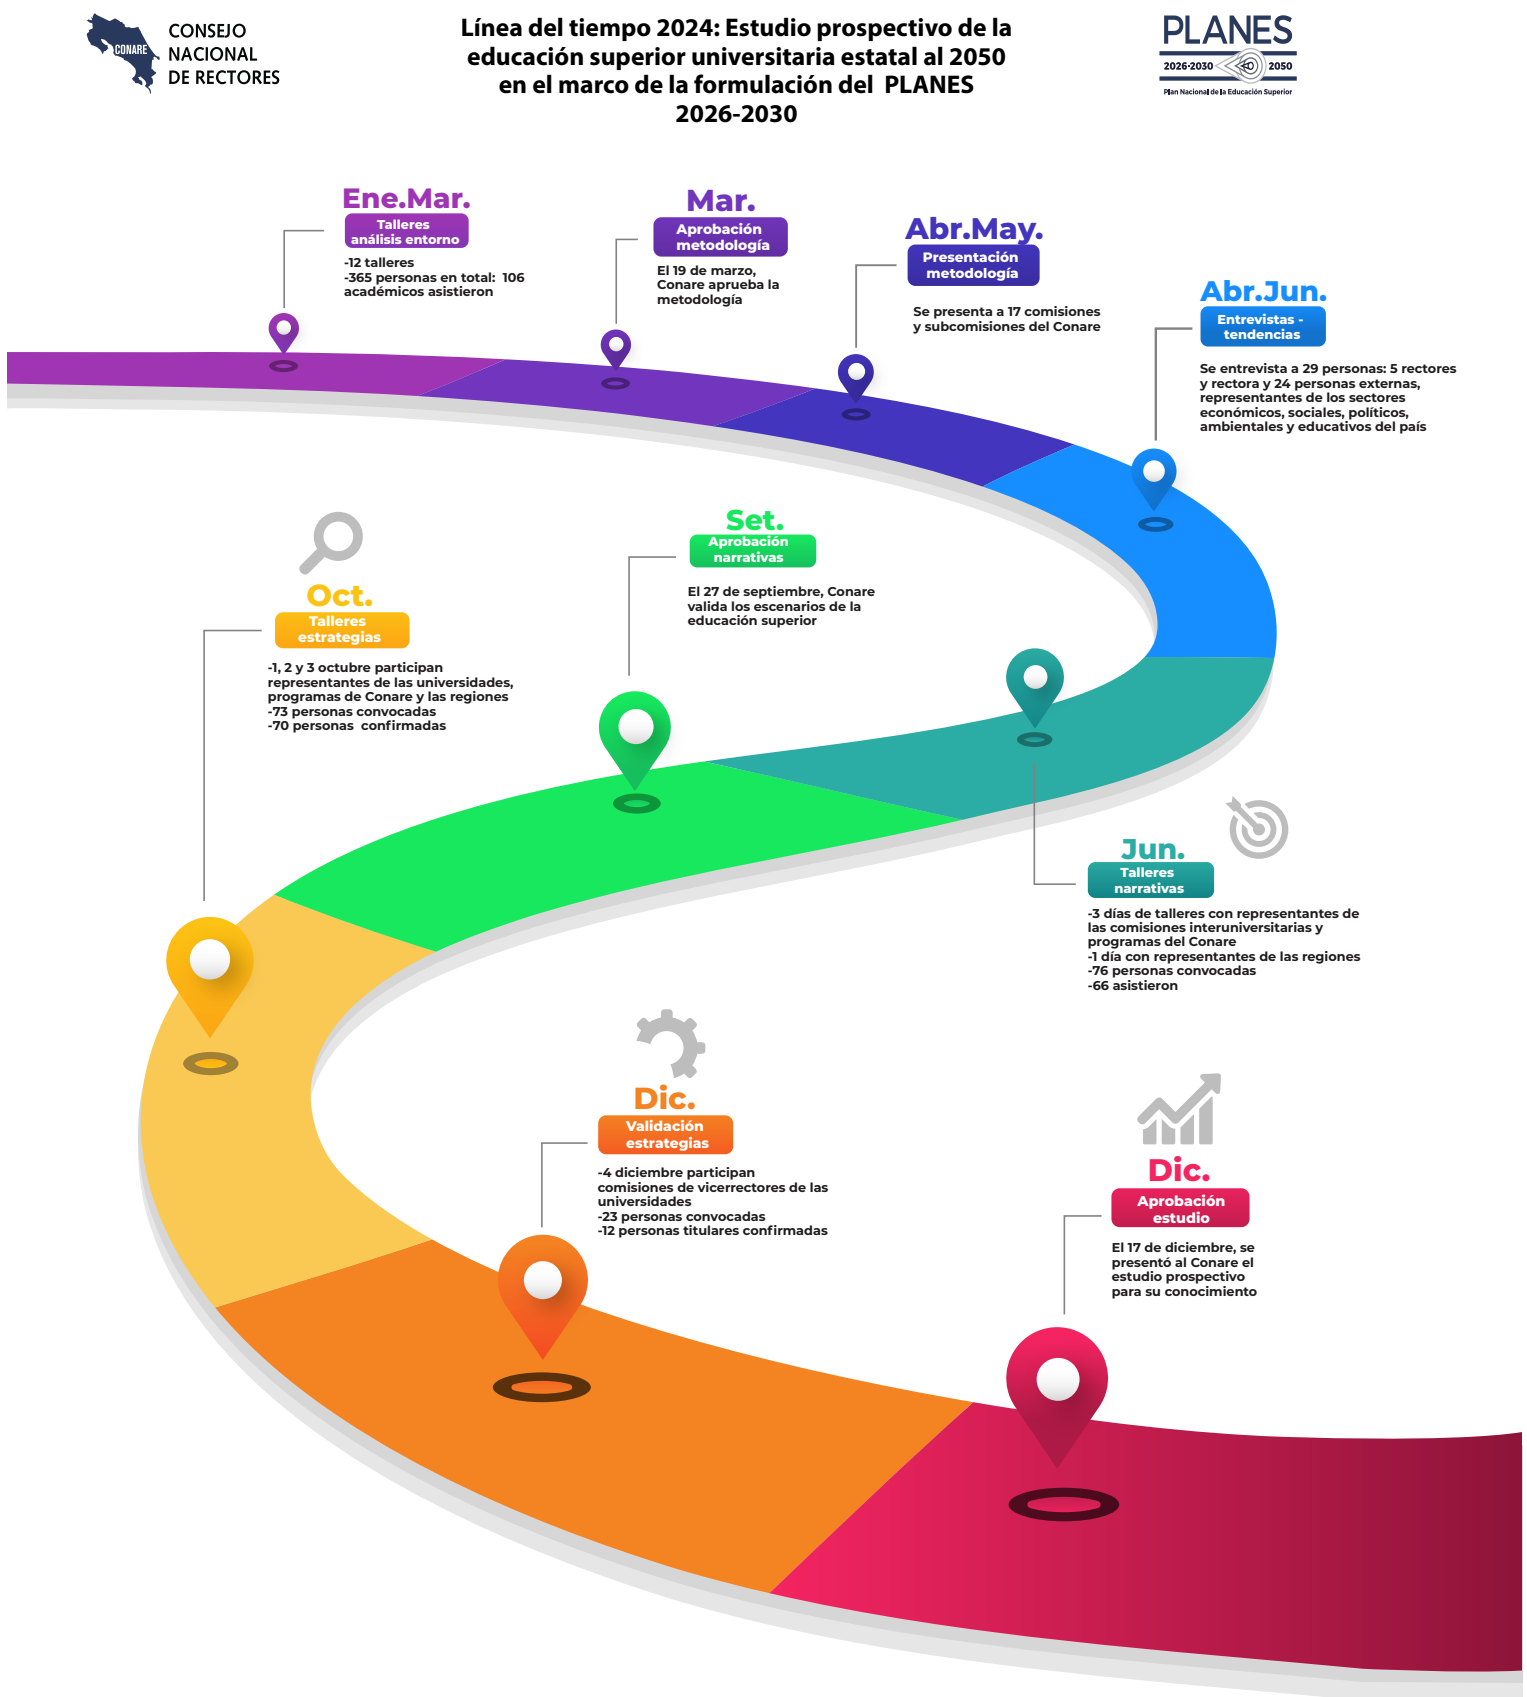 CONARE
CONSEJO
NACIONAL
DE RECTORES
Línea del tiempo 2024: Estudio prospectivo de la
educación superior universitaria estatal al 2050
en el marco de la formulación del PLANES
2026-2030
PLANES
2026-2030 2050
Plan Nacional de la Educación Superior
Ene.Mar.
Talleres
análisis entorno
-12 talleres
-365 personas en total: 106
académicos asistieron
Mar.
Aprobación
metodología
El 19 de marzo,
Conare aprueba la
metodología
Abr.May.
Presentación
metodología
Se presenta a 17 comisiones
y subcomisiones del Conare
Abr.Jun.
Entrevistas -
tendencias
Se entrevista a 29 personas: 5 rectores
y rectora y 24 personas externas,
representantes de los sectores
económicos, sociales, políticos,
ambientales y educativos del país
Jun.
Talleres
narrativas
-3 días de talleres con representantes de
las comisiones interuniversitarias y
programas del Conare
-1 día con representantes de las regiones
-76 personas convocadas
-66 asistieron
Set.
Aprobación
narrativas
El 27 de septiembre, Conare
valida los escenarios de la
educación superior
Oct.
Talleres
estrategias
-1, 2 y 3 octubre participan
representantes de las universidades,
programas de Conare y las regiones
-73 personas convocadas
-70 personas confirmadas
Dic.
Validación
estrategias
-4 diciembre participan
comisiones de vicerrectores de las
universidades
-23 personas convocadas
-12 personas titulares confirmadas
Dic.
Aprobación
estudio
El 17 de diciembre, se
presentó al Conare el
estudio prospectivo
para su conocimiento